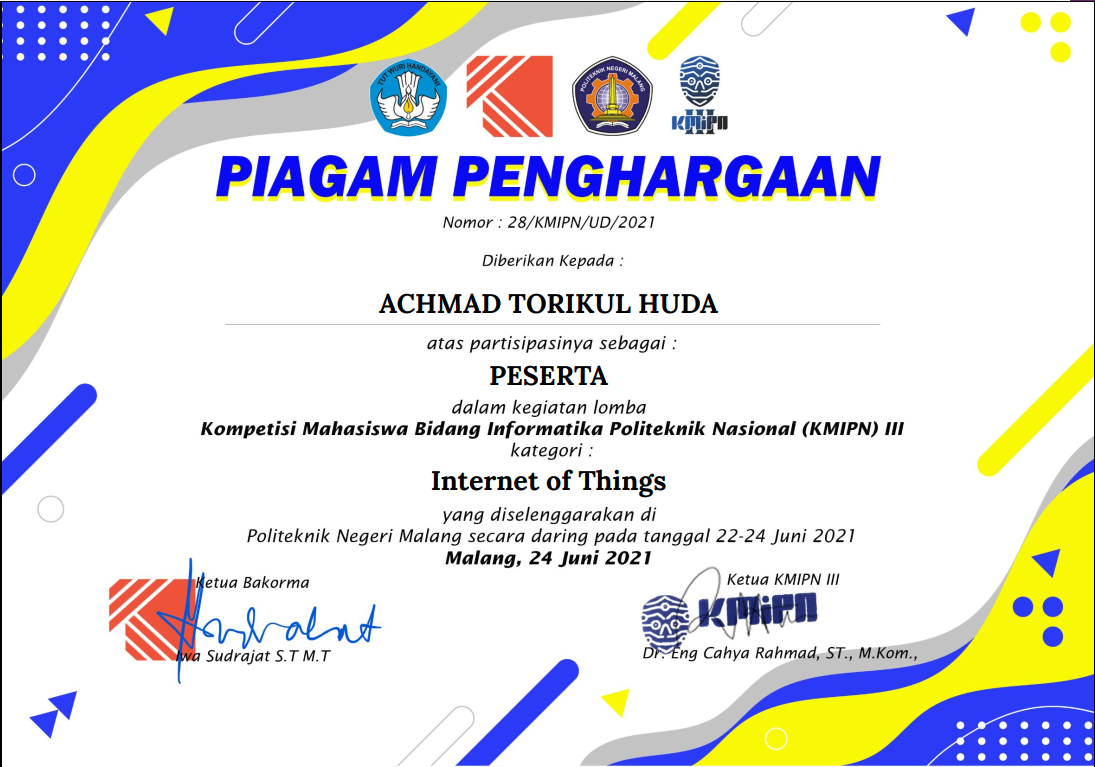 TUT WURI HANDAYANI
POLITEKNIK NEGERI MALANG
KMIPN
III
PIAGAM PENGHARGAAN
Nomor : 28/KMIPN/UD/2021
Diberikan Kepada :
ACHMAD TORIKUL HUDA
atas partisipasinya sebagai :
PESERTA
dalam kegiatan lomba
Kompetisi Mahasiswa Bidang Informatika Politeknik Nasional (KMIPN) III
kategori :
Internet of Things
yang diselenggarakan di
Politeknik Negeri Malang secara daring pada tanggal 22-24 Juni 2021
Malang, 24 Juni 2021
Ketua Bakorma
Iwa Sudrajat S.T M.T
Ketua KMIPN III
KMIPN
Dr. Eng Cahya Rahmad, ST., M.Kom.,